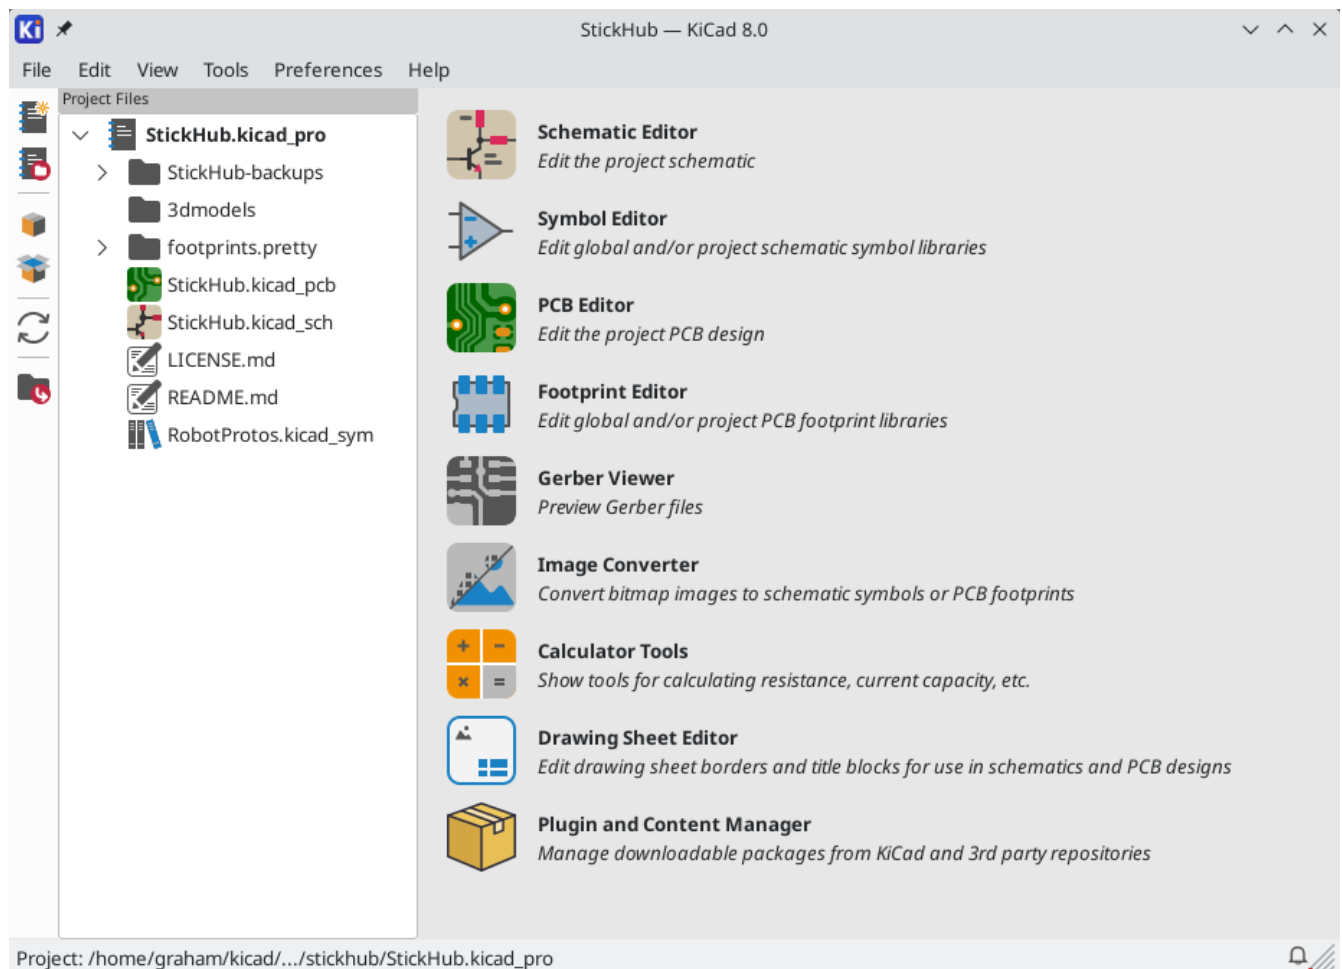 Ki
StickHub — KiCad 8.0
File Edit View Tools Preferences Help
Project Files
StickHub.kicad_pro
StickHub-backups
3dmodels
footprints.pretty
StickHub.kicad_pcb
StickHub.kicad_sch
LICENSE.md
README.md
RobotProtos.kicad_sym
Schematic Editor
Edit the project schematic
Symbol Editor
Edit global and/or project schematic symbol libraries
PCB Editor
Edit the project PCB design
Footprint Editor
Edit global and/or project PCB footprint libraries
Gerber Viewer
Preview Gerber files
Image Converter
Convert bitmap images to schematic symbols or PCB footprints
Calculator Tools
Show tools for calculating resistance, current capacity, etc.
Drawing Sheet Editor
Edit drawing sheet borders and title blocks for use in schematics and PCB designs
Plugin and Content Manager
Manage downloadable packages from KiCad and 3rd party repositories
Project: /home/graham/kicad/.../stickhub/StickHub.kicad_pro